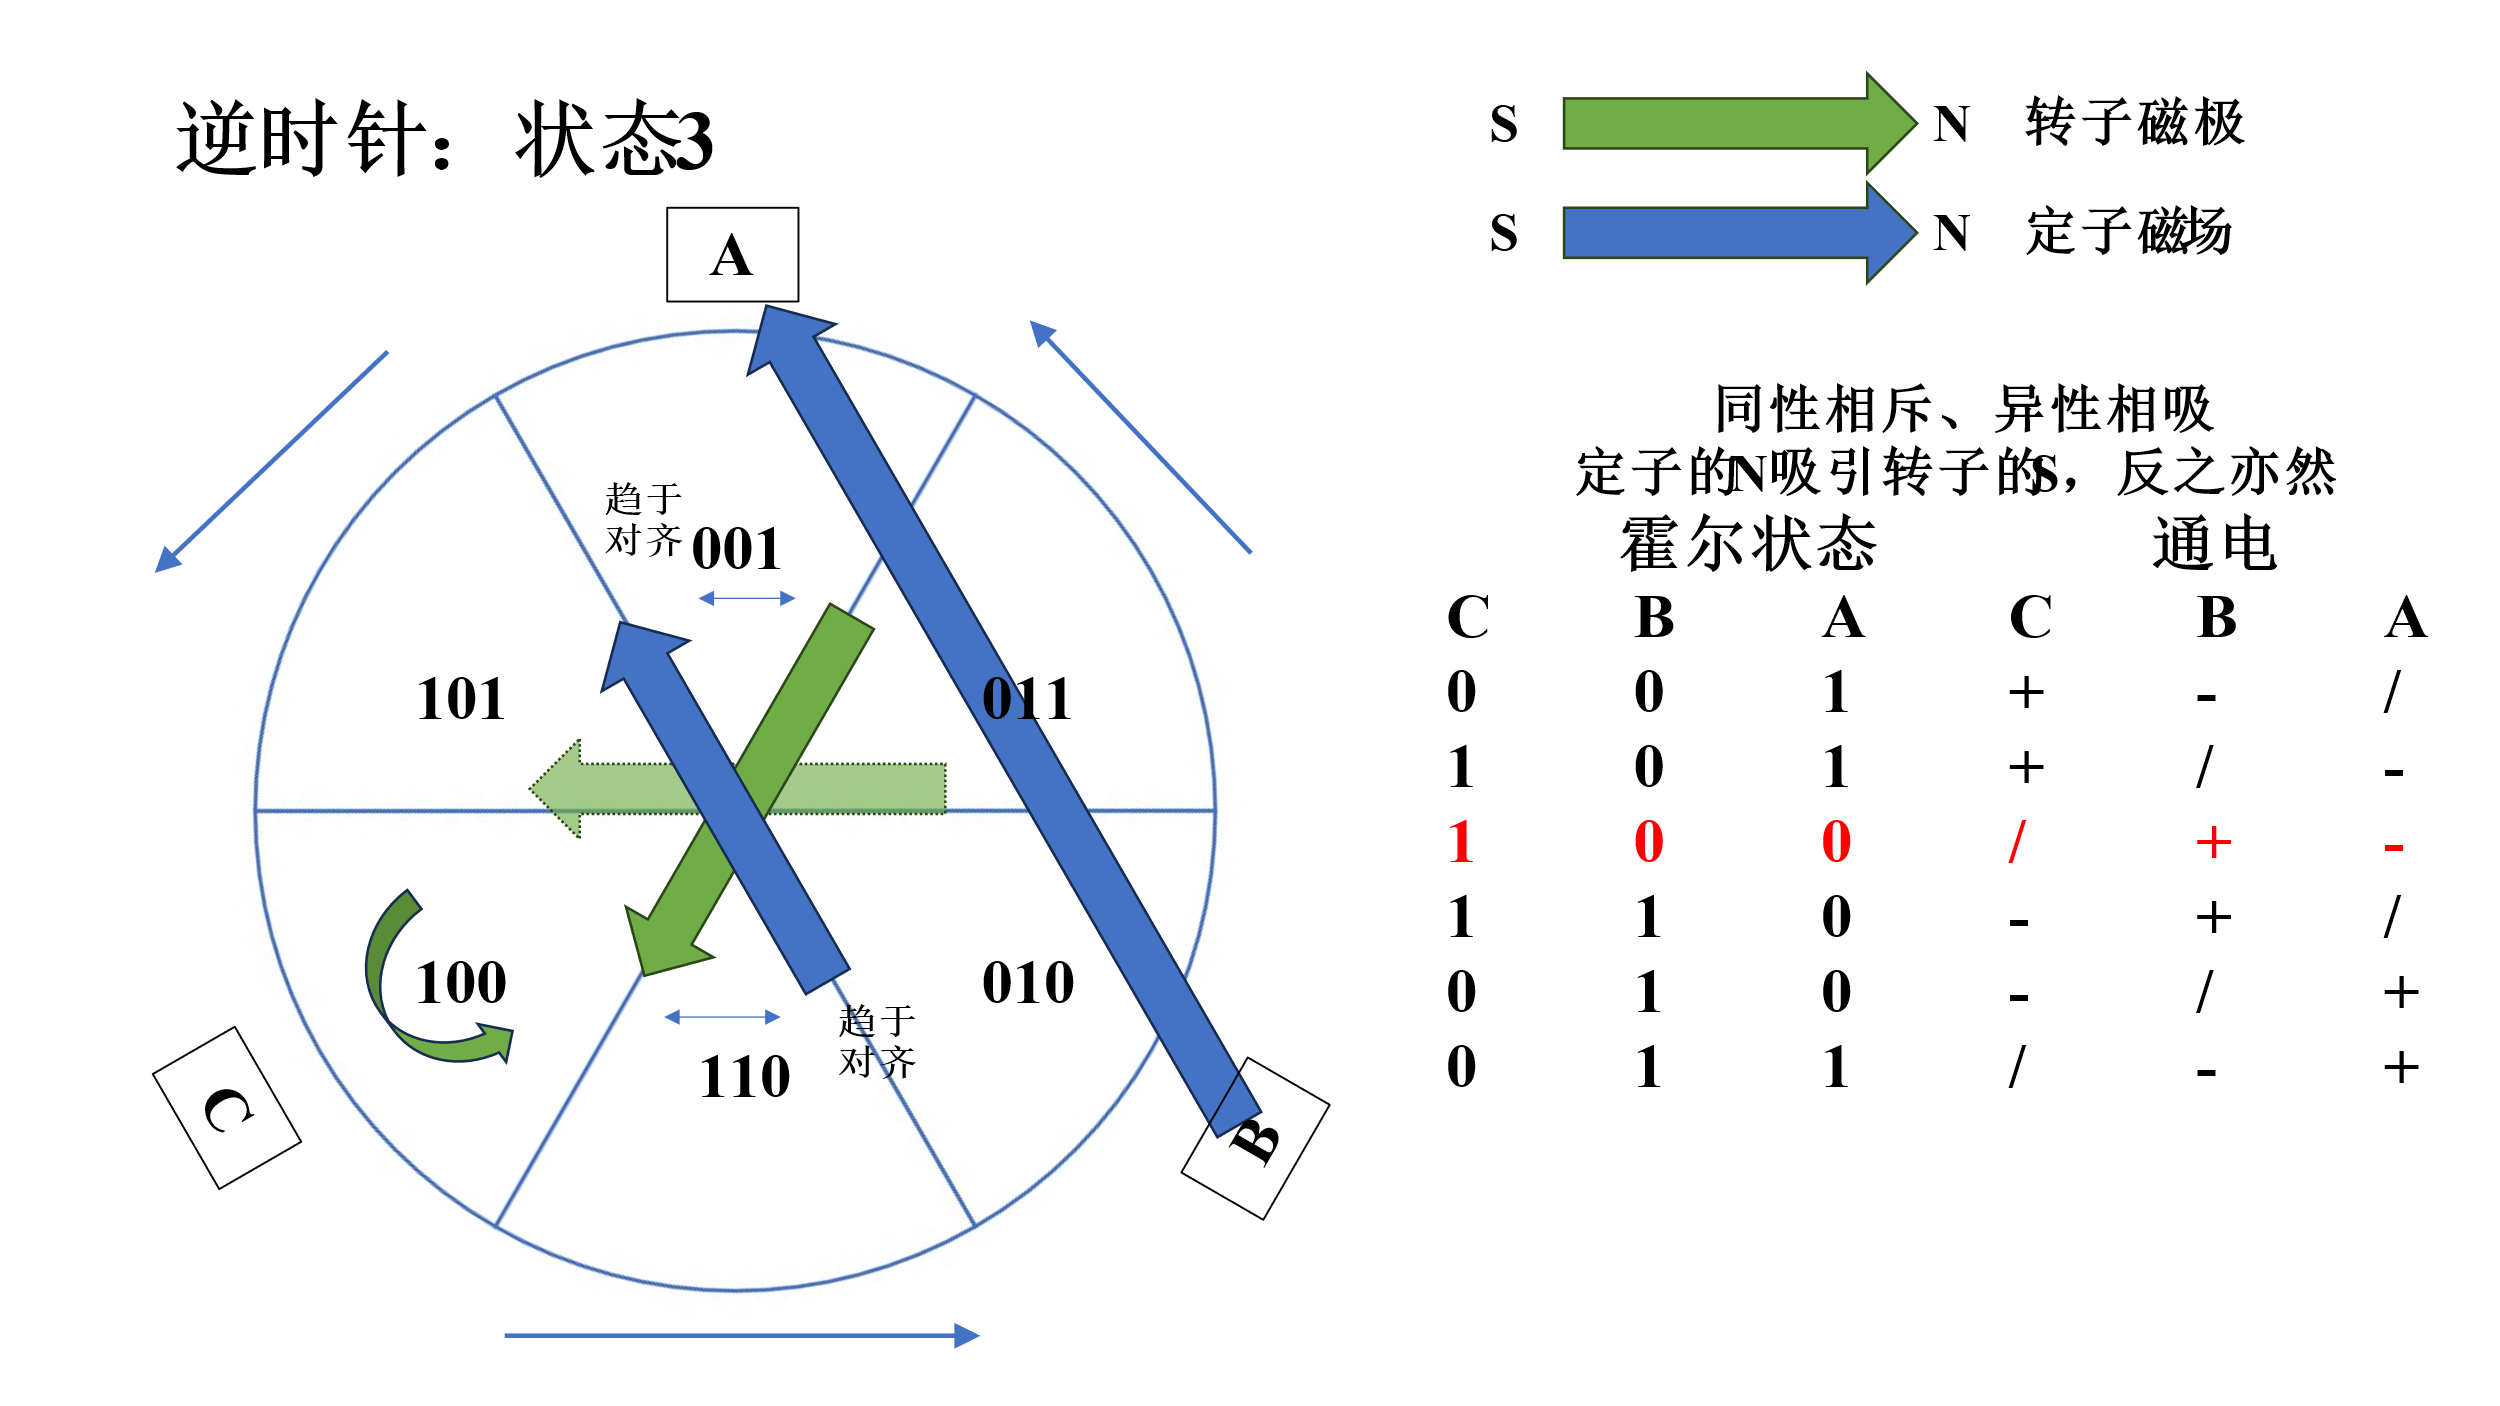 逆时针：状态3
S N 转子磁极
S N 定子磁场
A
同性相斥、异性相吸
定子的N吸引转子的S，反之亦然
趋于
对齐
001
101
011
100
010
趋于
对齐
110
C
B
霍尔状态 通电
C B A C B A
0 0 1 + - /
1 0 1 + / -
1 0 0 / + -
1 1 0 - + /
0 1 0 - / +
0 1 1 / - +